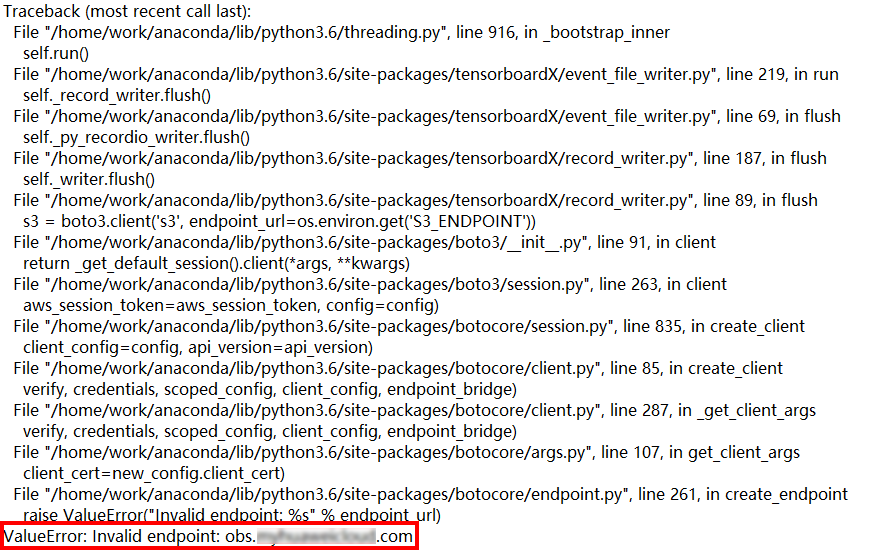 Traceback (most recent call last):
File "/home/work/anaconda/lib/python3.6/threading.py", line 916, in _bootstrap_inner
self.run()
File "/home/work/anaconda/lib/python3.6/site-packages/tensorboardX/event_file_writer.py", line 219, in run
self._record_writer.flush()
File "/home/work/anaconda/lib/python3.6/site-packages/tensorboardX/event_file_writer.py", line 69, in flush
self._py_recordio_writer.flush()
File "/home/work/anaconda/lib/python3.6/site-packages/tensorboardX/record_writer.py", line 187, in flush
self._writer.flush()
File "/home/work/anaconda/lib/python3.6/site-packages/tensorboardX/record_writer.py", line 89, in flush
s3 = boto3.client('s3', endpoint_url=os.environ.get('S3_ENDPOINT'))
File "/home/work/anaconda/lib/python3.6/site-packages/boto3/__init__.py", line 91, in client
return _get_default_session().client(*args, **kwargs)
File "/home/work/anaconda/lib/python3.6/site-packages/boto3/session.py", line 263, in client
aws_session_token=aws_session_token, config=config)
File "/home/work/anaconda/lib/python3.6/site-packages/botocore/session.py", line 835, in create_client
client_config=config, api_version=api_version)
File "/home/work/anaconda/lib/python3.6/site-packages/botocore/client.py", line 85, in create_client
verify, credentials, scoped_config, client_config, endpoint_bridge)
File "/home/work/anaconda/lib/python3.6/site-packages/botocore/client.py", line 287, in _get_client_args
verify, credentials, scoped_config, client_config, endpoint_bridge)
File "/home/work/anaconda/lib/python3.6/site-packages/botocore/args.py", line 107, in get_client_args
client_cert=new_config.client_cert)
File "/home/work/anaconda/lib/python3.6/site-packages/botocore/endpoint.py", line 261, in create_endpoint
raise ValueError("Invalid endpoint: %s" % endpoint_url)
ValueError: Invalid endpoint: obs. .com